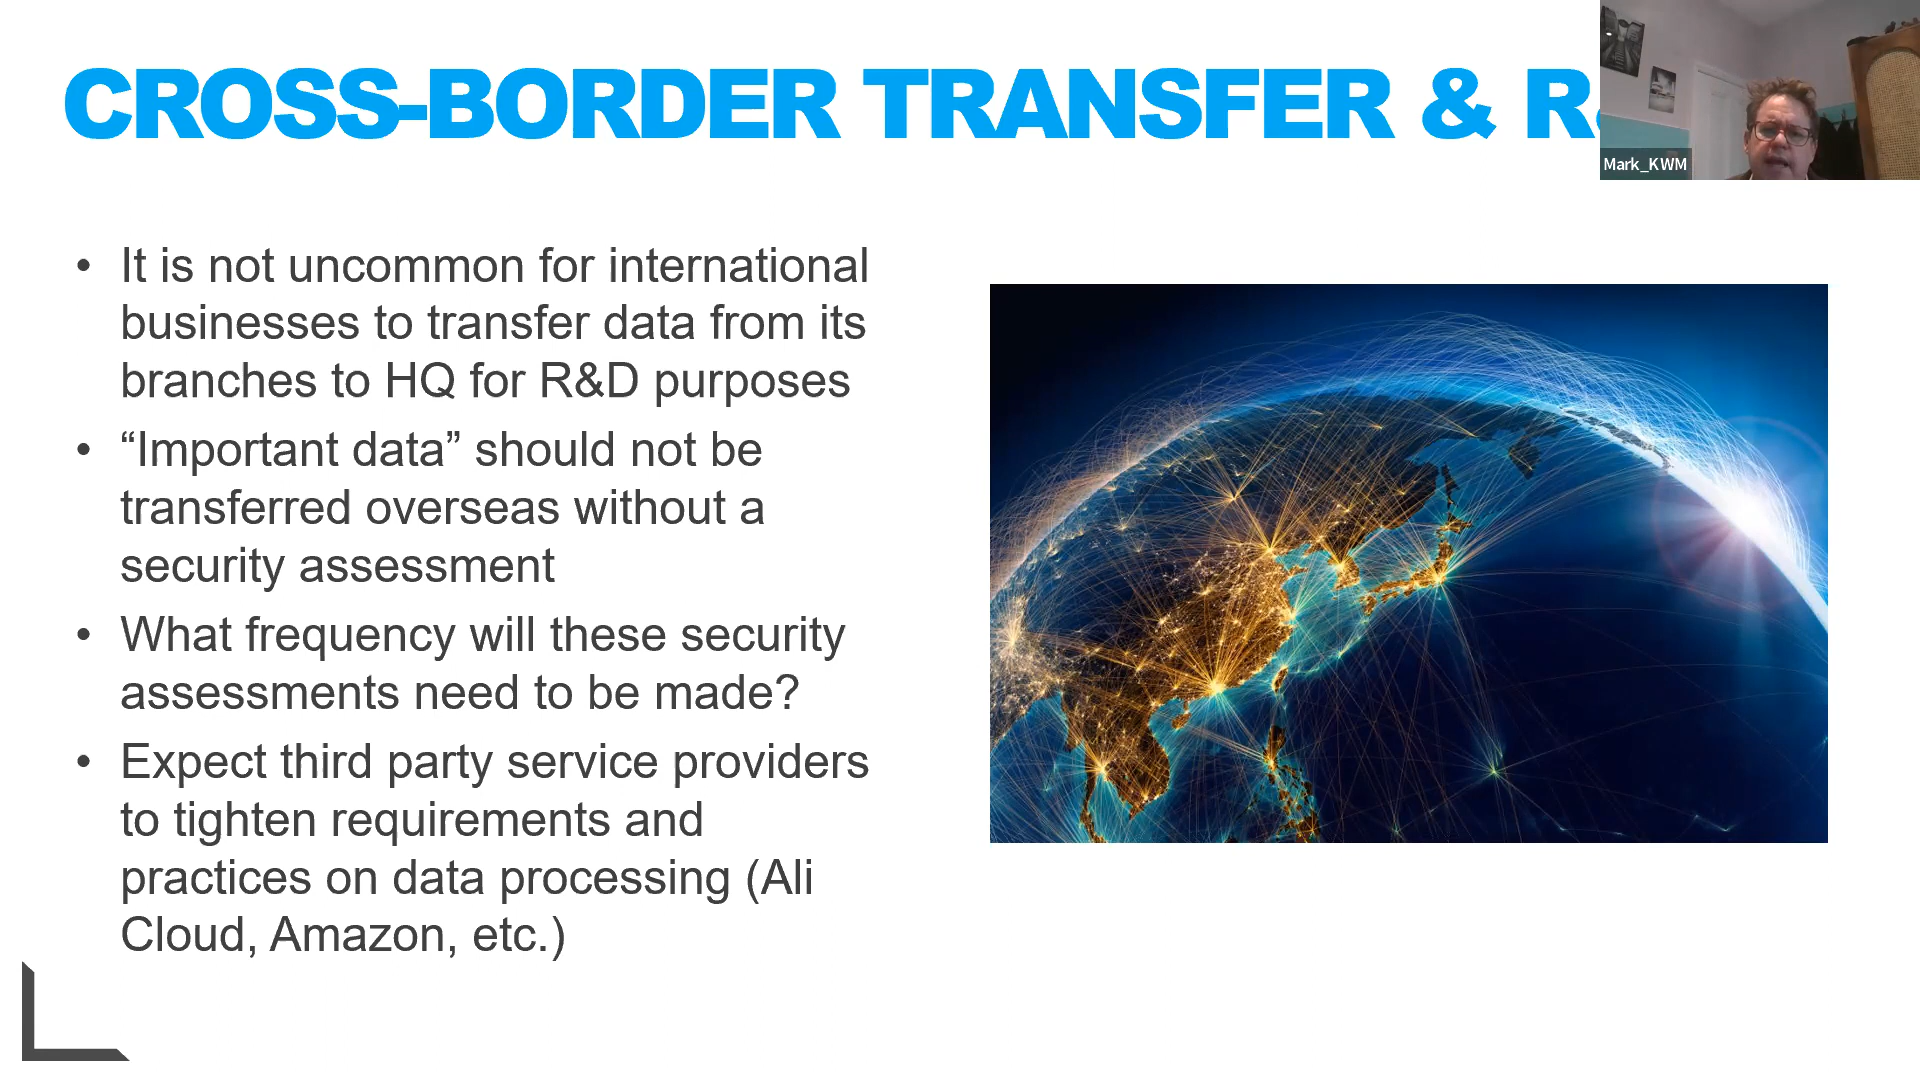 CROSS-BORDER TRANSFER & R
Mark_KWM
• It is not uncommon for international
businesses to transfer data from its
branches to HQ for R&D purposes
• “Important data” should not be
transferred overseas without a
security assessment
• What frequency will these security
assessments need to be made?
• Expect third party service providers
to tighten requirements and
practices on data processing (Ali
Cloud, Amazon, etc.)